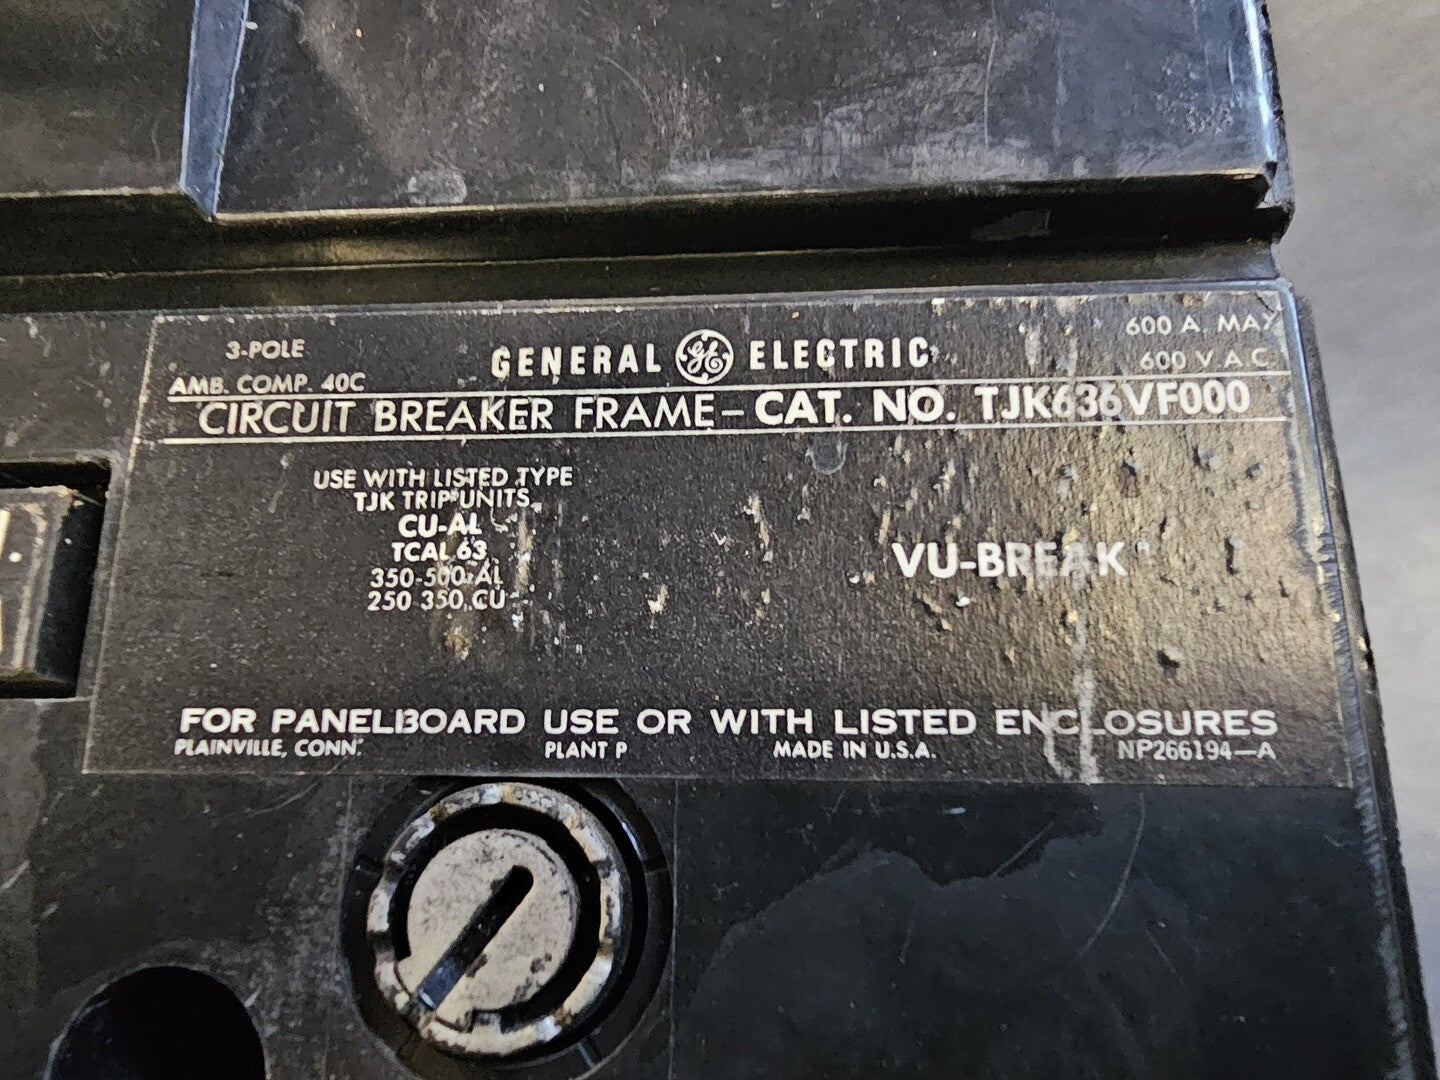 3-POLE
AMB. COMP. 40C
GENERAL GE ELECTRIC
600 A. MAX
600 V A C
CIRCUIT BREAKER FRAME – CAT. NO. TJK636VF000
USE WITH LISTED TYPE
TJK TRIP UNITS
CU-AL
TCAL 63
350-500 AL
250 350 CU
VU-BREAK
FOR PANELBOARD USE OR WITH LISTED ENCLOSURES
PLAINVILLE, CONN. PLANT P MADE IN U.S.A. NP266194—A